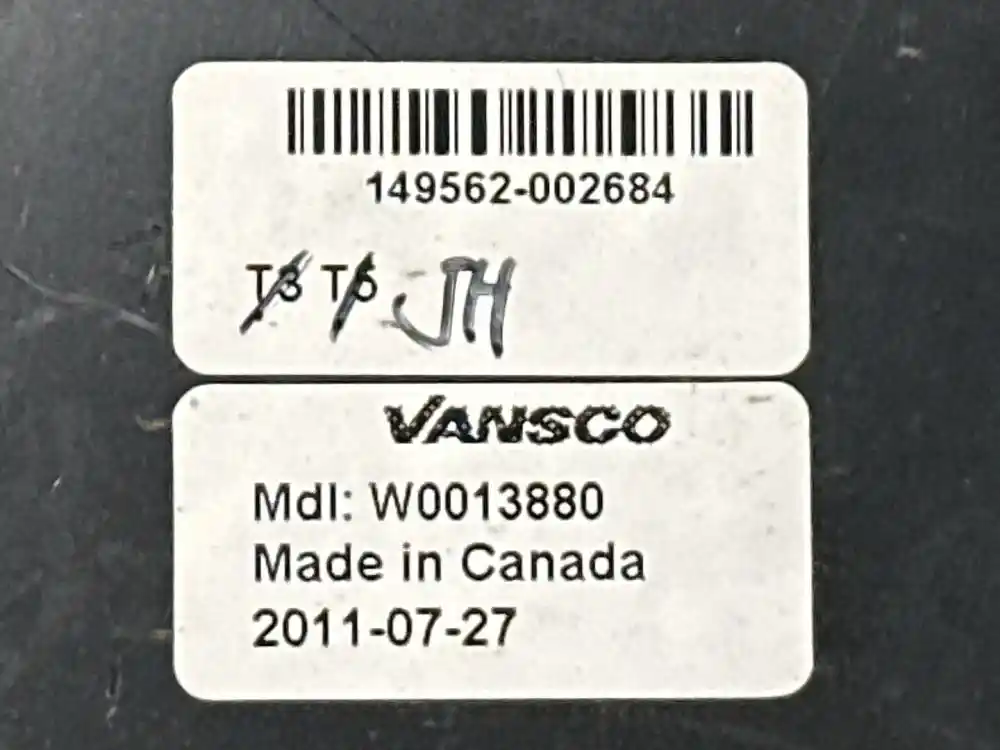 149562-002684
T3 T5 JH
VANSCO
Mdl: W0013880
Made in Canada
2011-07-27